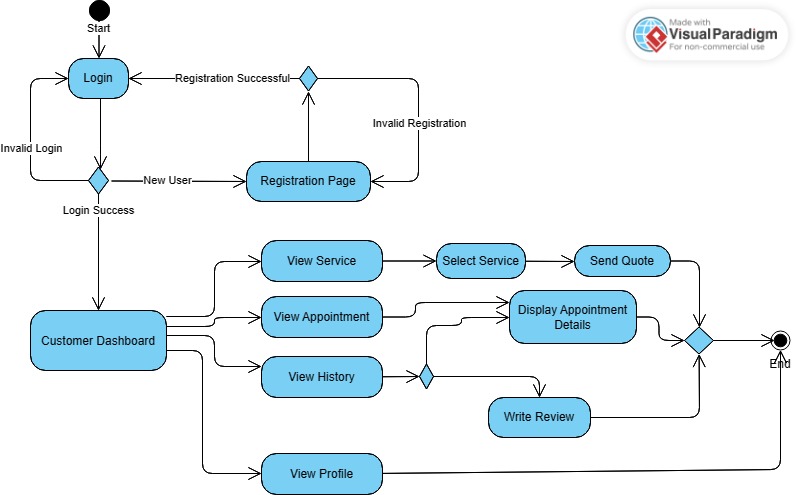 Start
Made with
VisualParadigm
For non-commercial use
Login
Registration Successful
Invalid Registration
Invalid Login
New User
Registration Page
Login Success
View Service
Select Service
Send Quote
View Appointment
Display Appointment
Details
Customer Dashboard
End
View History
Write Review
View Profile